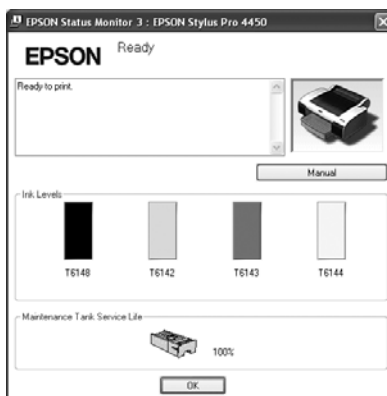 EPSON Status Monitor 3 : EPSON Stylus Pro 4450
EPSON
Ready
Ready to print.
Manual
Ink Levels
T6148
T6142
T6143
T6144
Maintenance Tank Service Life
100%
OK